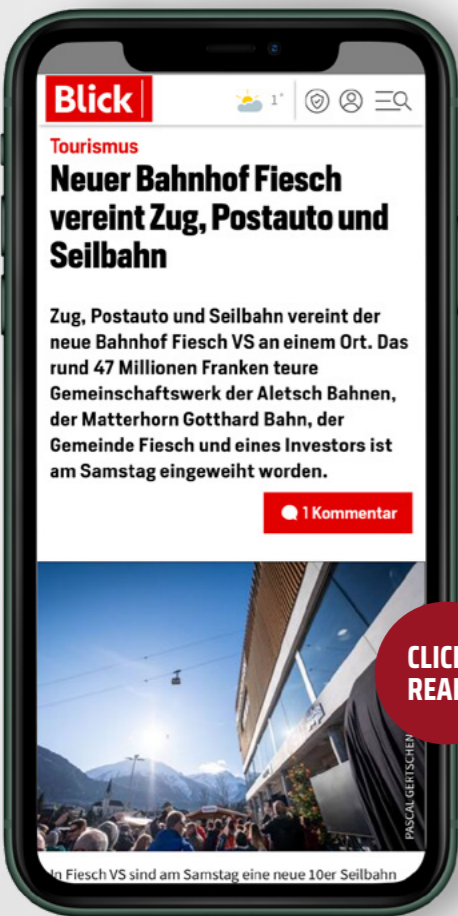 Blick
1°
Tourismus
Neuer Bahnhof Fiesch
vereint Zug, Postauto und
Seilbahn
Zug, Postauto und Seilbahn vereint der
neue Bahnhof Fiesch VS an einem Ort. Das
rund 47 Millionen Franken teure
Gemeinschaftswerk der Aletsch Bahnen,
der Matterhorn Gotthard Bahn, der
Gemeinde Fiesch und eines Investors ist
am Samstag eingeweiht worden.
1 Kommentar
PASCAL GERTSCHEN
In Fiesch VS sind am Samstag eine neue 10er Seilbahn